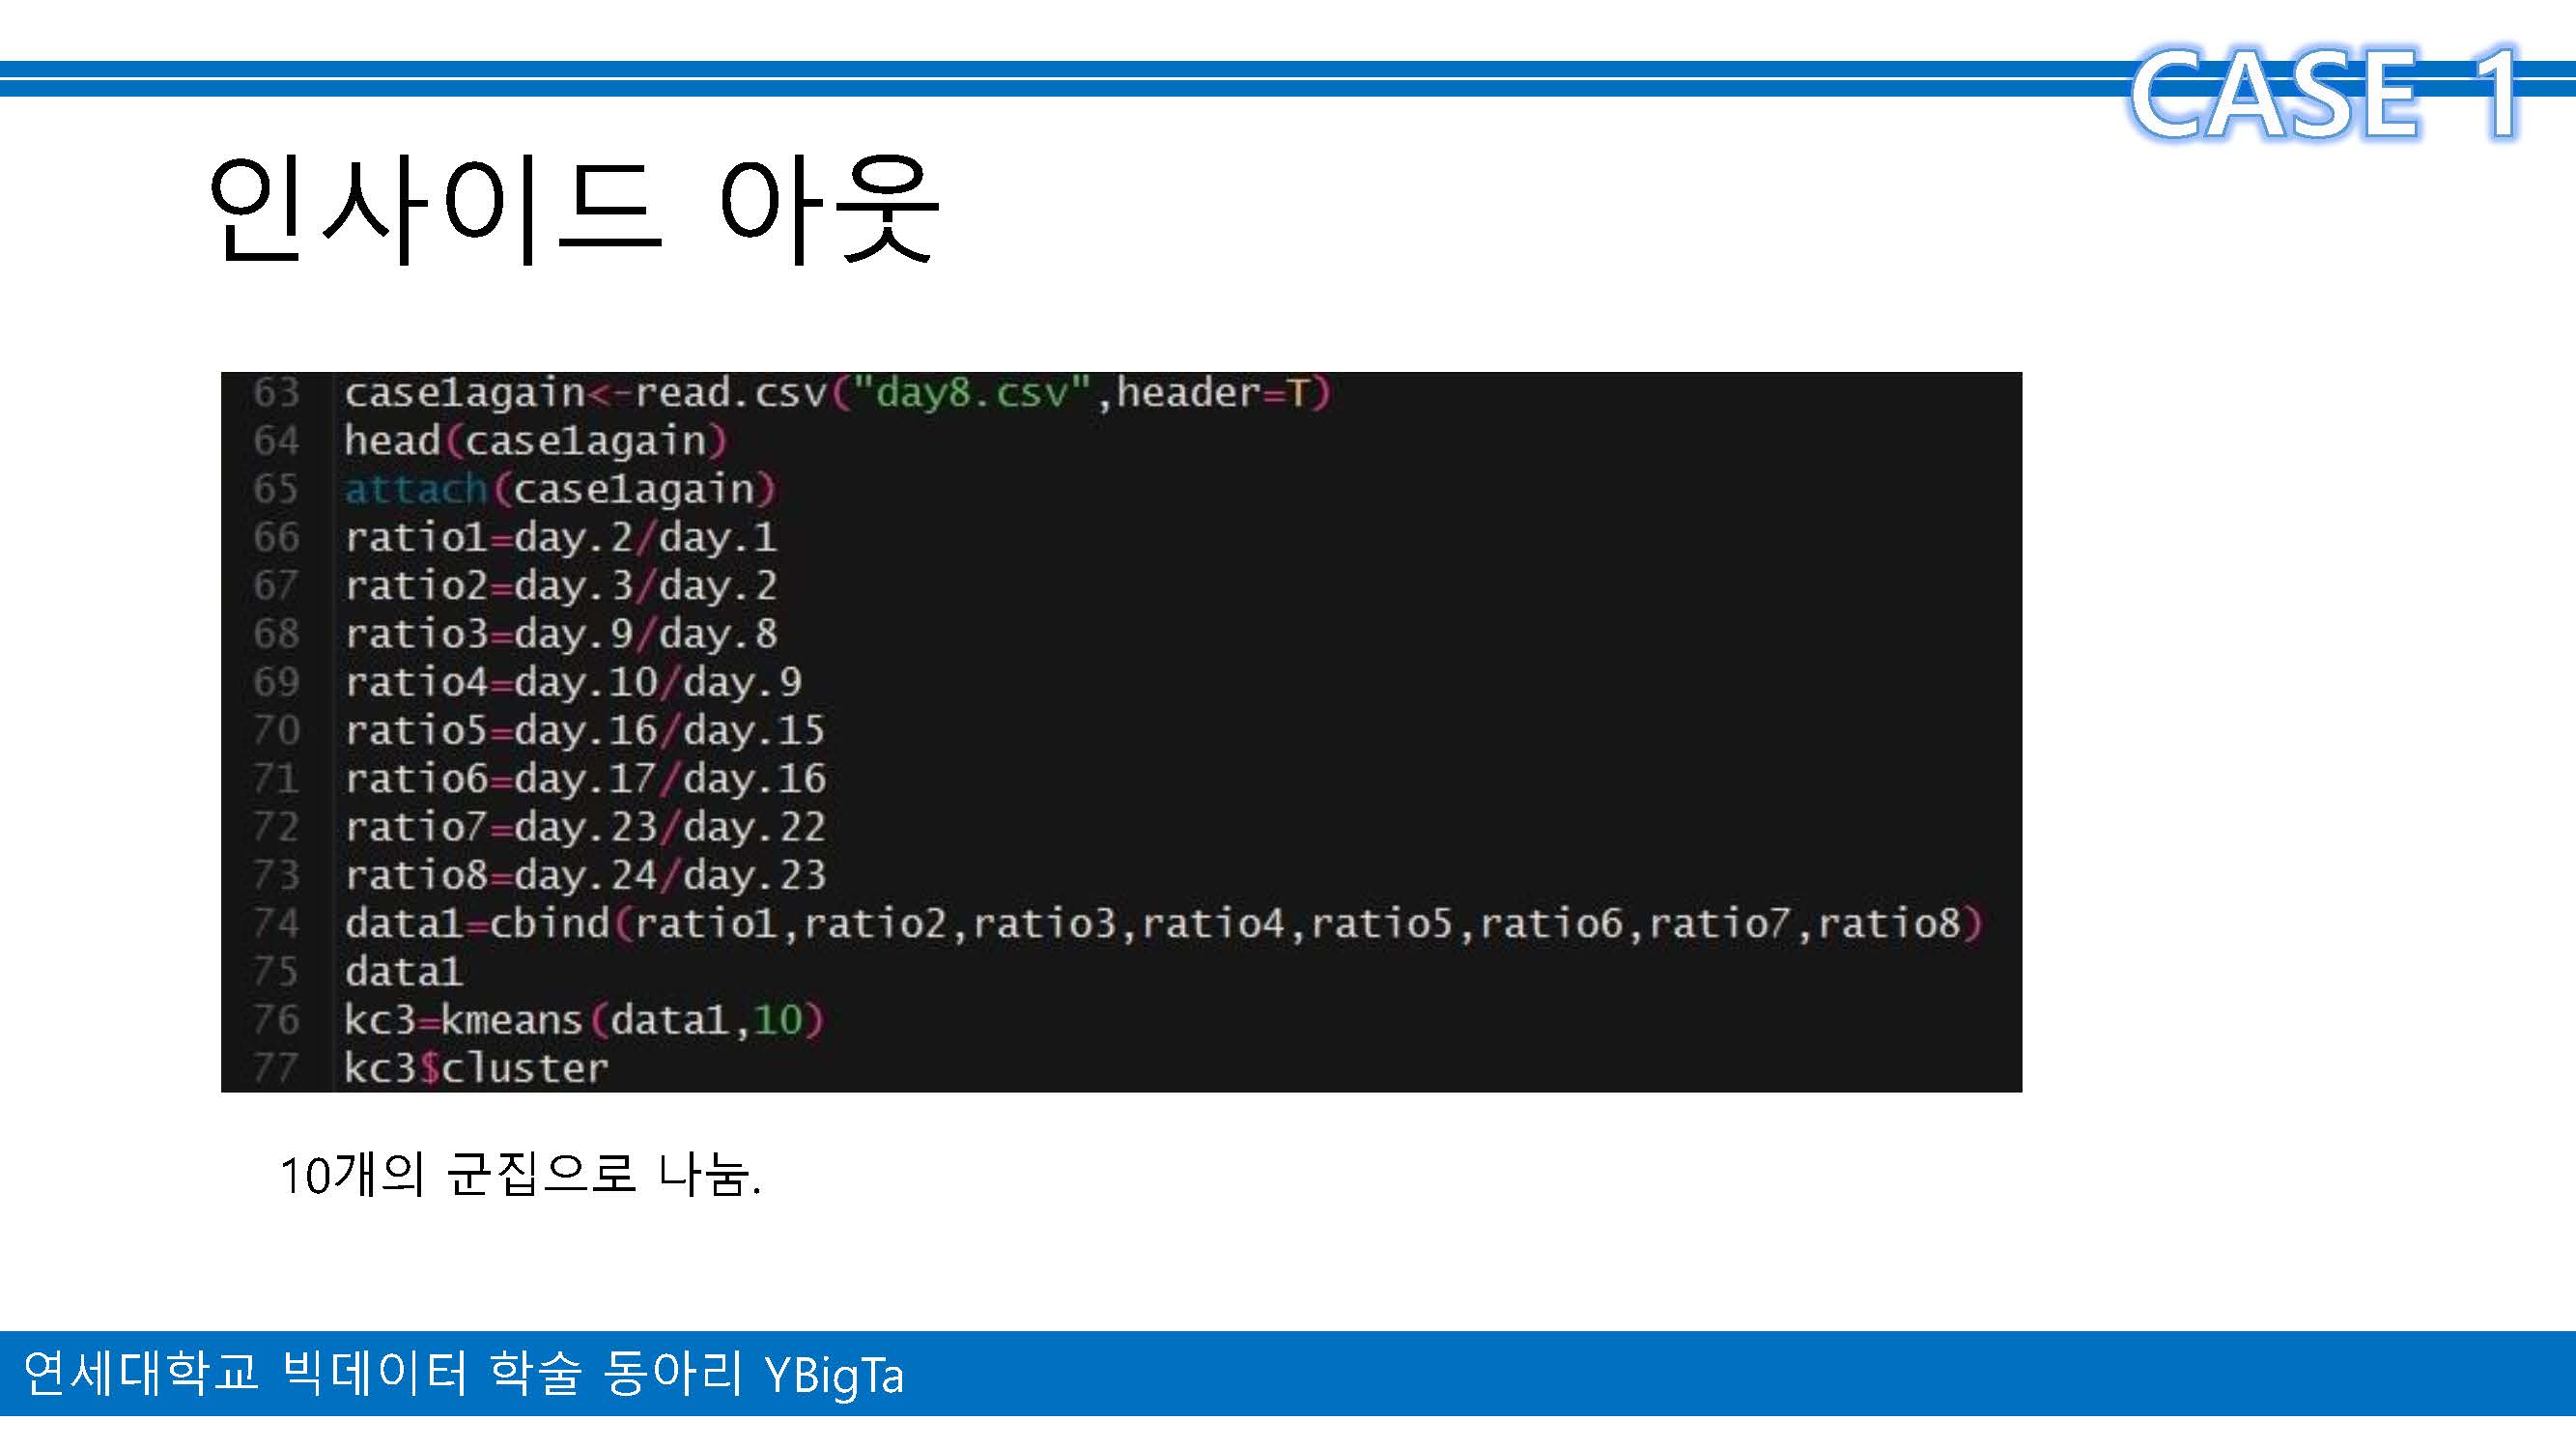 CASE 1
인사이드 아웃
63 case1again<-read.csv("day8.csv",header=T)
64 head(case1again)
65 attach(case1again)
66 ratio1=day.2/day.1
67 ratio2=day.3/day.2
68 ratio3=day.9/day.8
69 ratio4=day.10/day.9
70 ratio5=day.16/day.15
71 ratio6=day.17/day.16
72 ratio7=day.23/day.22
73 ratio8=day.24/day.23
74 data1=cbind(ratio1,ratio2,ratio3,ratio4,ratio5,ratio6,ratio7,ratio8)
75 data1
76 kc3=kmeans(data1,10)
77 kc3$cluster
10개의 군집으로 나눔.
연세대학교 빅데이터 학술 동아리 YBigTa